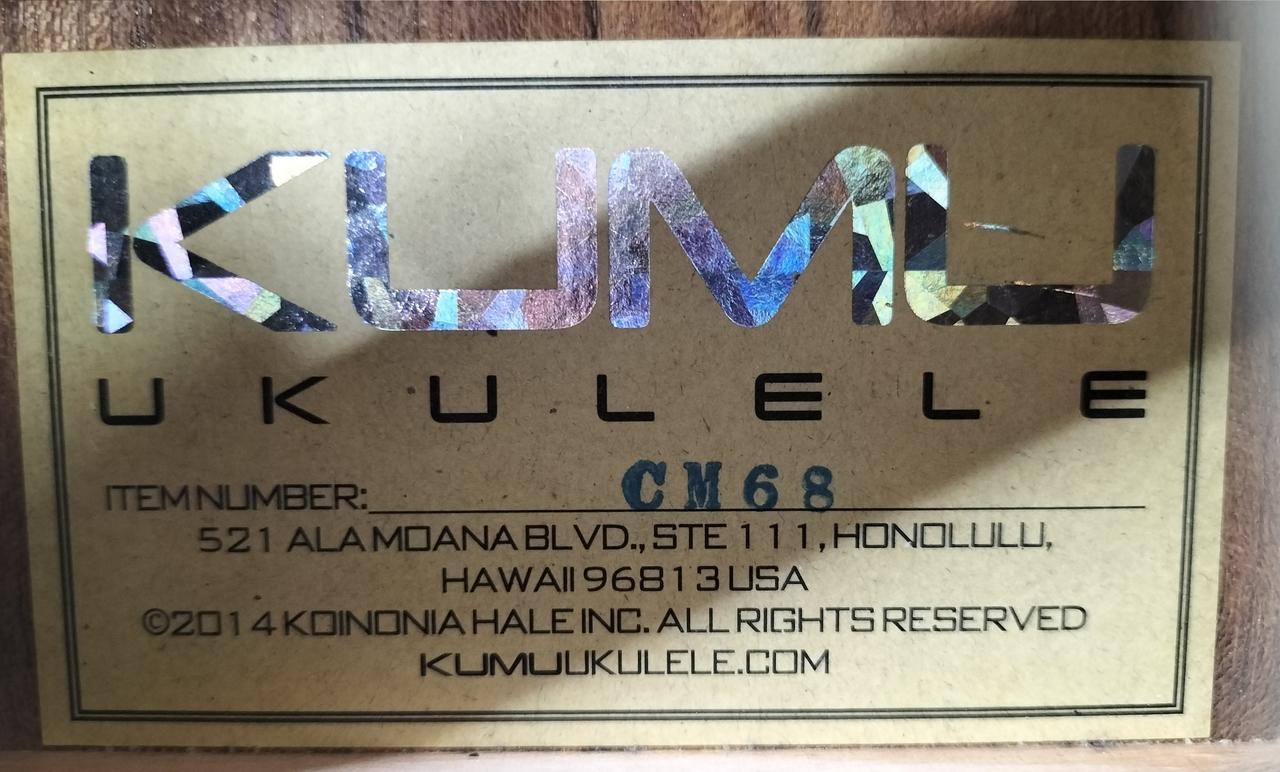 KUMU
UKULELE
ITEM NUMBER: CM68
521 ALA MOANA BLVD., STE 111, HONOLULU,
HAWAII 96813 USA
©2014 KOINONIA HALE INC. ALL RIGHTS RESERVED
KUMUUKULELE.COM